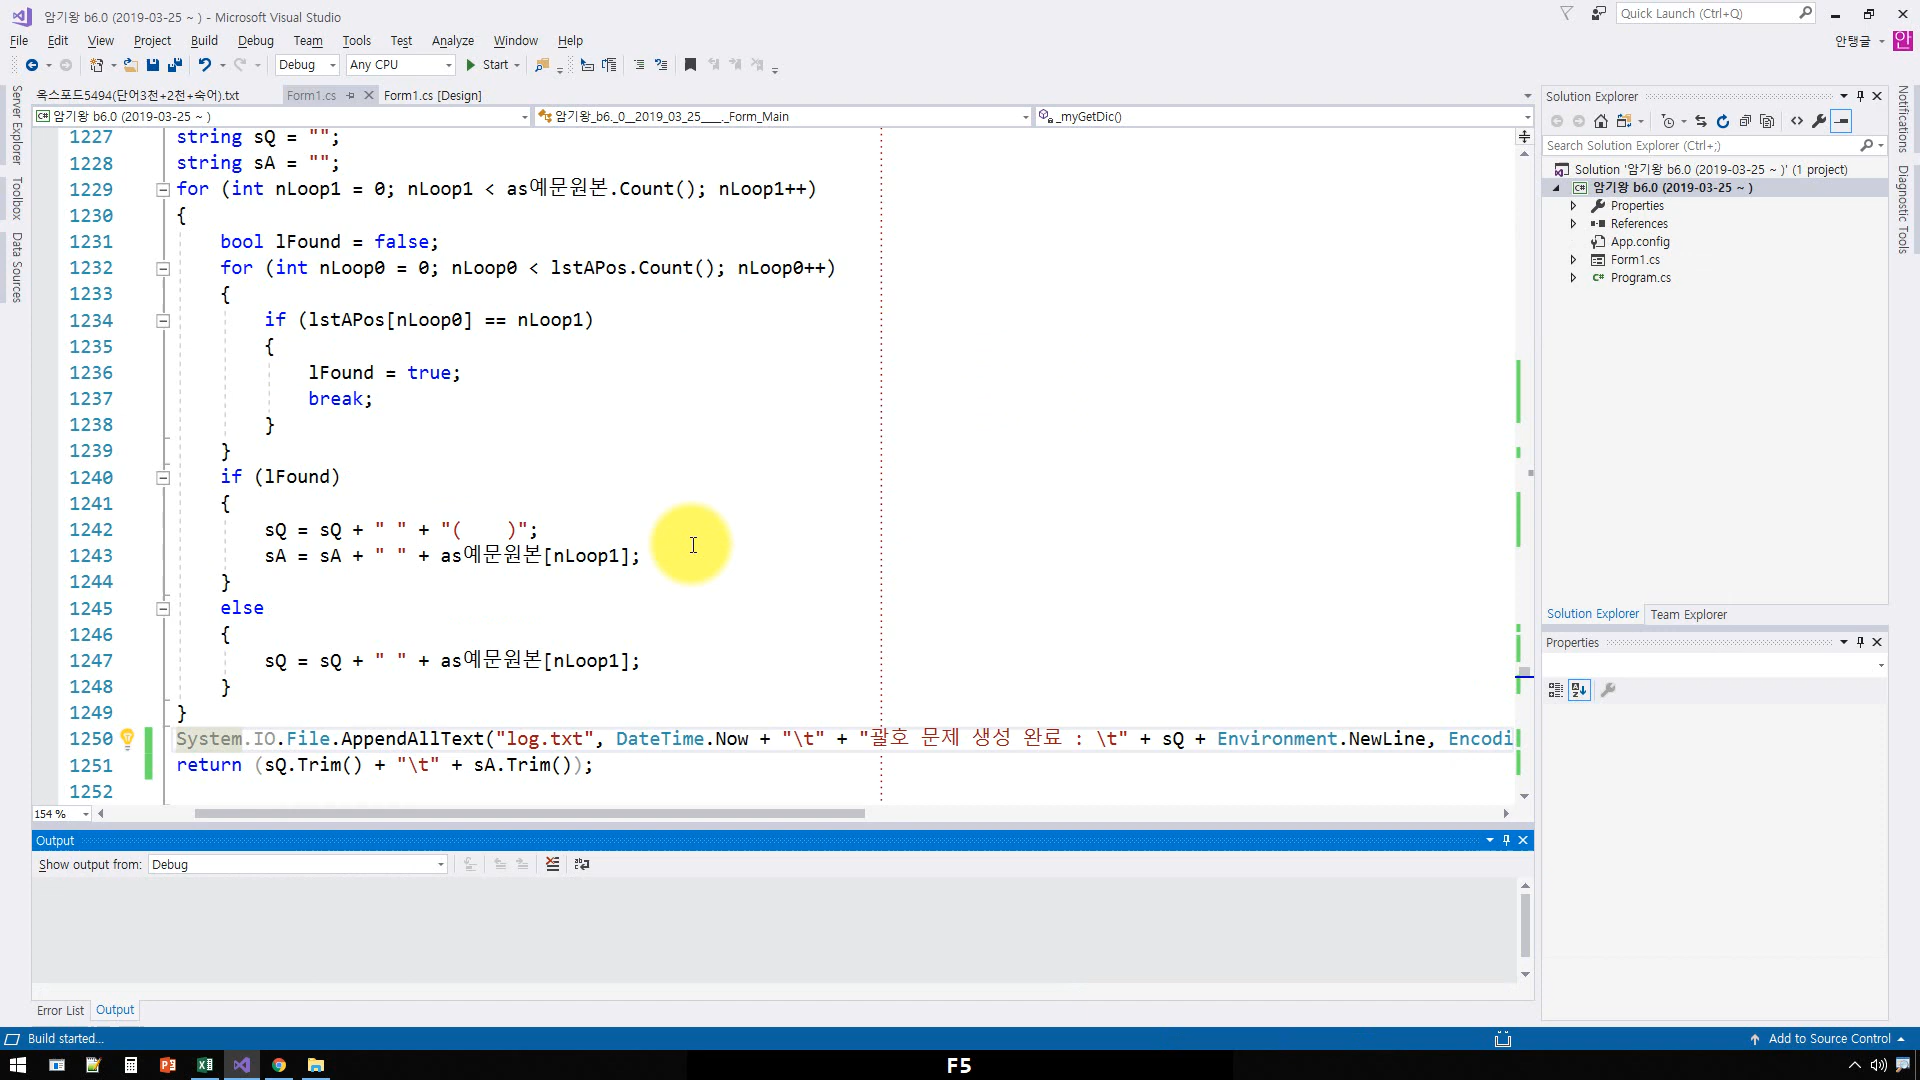 암기왕 b6.0 (2019-03-25 ~ ) - Microsoft Visual Studio
Quick Launch (Ctrl+Q)
File Edit View Project Build Debug Team Tools Test Analyze Window Help
안탱글 안
Debug Any CPU Start
옥스포드5494(단어3천+2천+숙어).txt Form1.cs Form1.cs [Design]
암기왕 b6.0 (2019-03-25 ~ ) 암기왕_b6._0__2019_03_25____._Form_Main _myGetDic()
Server Explorer
Toolbox
Data Sources
1227 string sQ = "";
1228 string sA = "";
1229 for (int nLoop1 = 0; nLoop1 < as예문원본.Count(); nLoop1++)
1230 {
1231 bool lFound = false;
1232 for (int nLoop0 = 0; nLoop0 < lstAPos.Count(); nLoop0++)
1233 {
1234 if (lstAPos[nLoop0] == nLoop1)
1235 {
1236 lFound = true;
1237 break;
1238 }
1239 }
1240 if (lFound)
1241 {
1242 sQ = sQ + " " + "(    )";
1243 sA = sA + " " + as예문원본[nLoop1];
1244 }
1245 else
1246 {
1247 sQ = sQ + " " + as예문원본[nLoop1];
1248 }
1249 }
1250 System.IO.File.AppendAllText("log.txt", DateTime.Now + "\t" + "괄호 문제 생성 완료 : \t" + sQ + Environment.NewLine, Encodi
1251 return (sQ.Trim() + "\t" + sA.Trim());
1252
154 %
Output
Show output from: Debug
Error List Output
Solution Explorer
Search Solution Explorer (Ctrl+;)
Solution '암기왕 b6.0 (2019-03-25 ~ )' (1 project)
암기왕 b6.0 (2019-03-25 ~ )
Properties
References
App.config
Form1.cs
Program.cs
Solution Explorer Team Explorer
Properties
Notifications
Diagnostic Tools
Build started...
Add to Source Control
F5